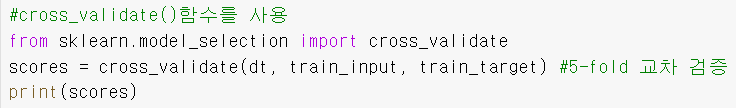 #cross_validate()함수를 사용
from sklearn.model_selection import cross_validate
scores = cross_validate(dt, train_input, train_target) #5-fold 교차 검증
print(scores)